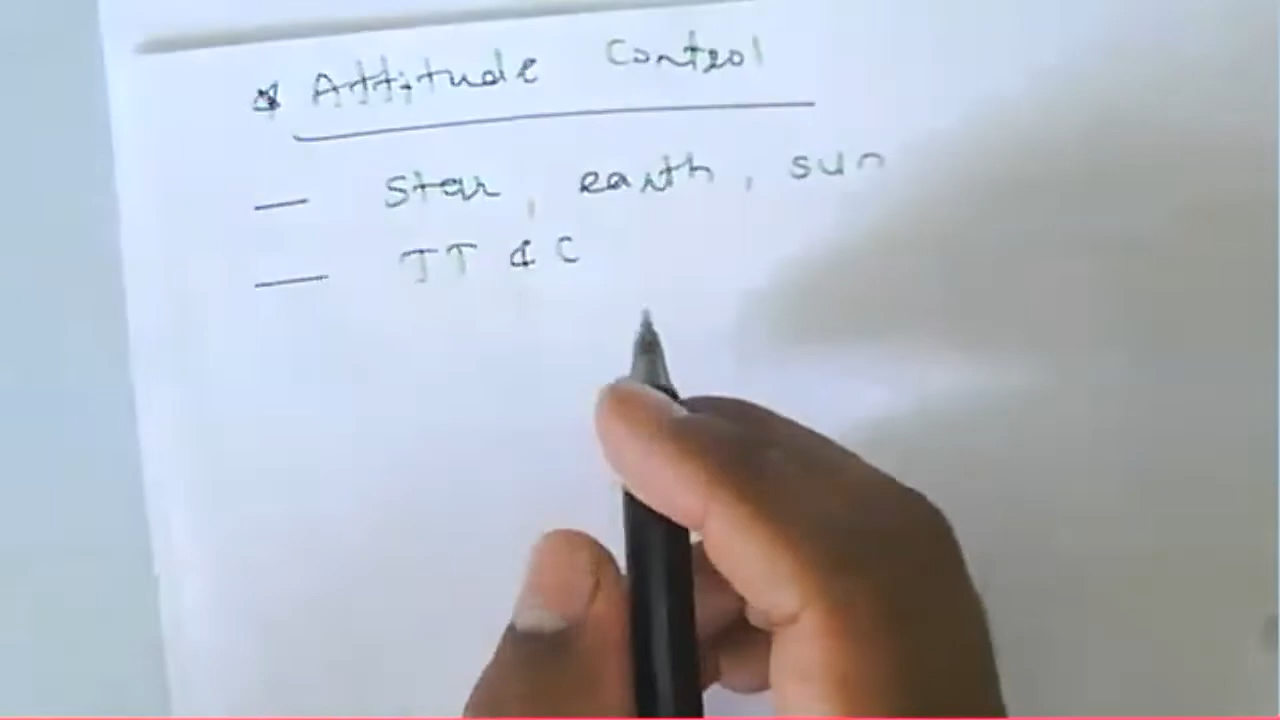 * Attitude Control
— Star, earth, sun
— TT & C